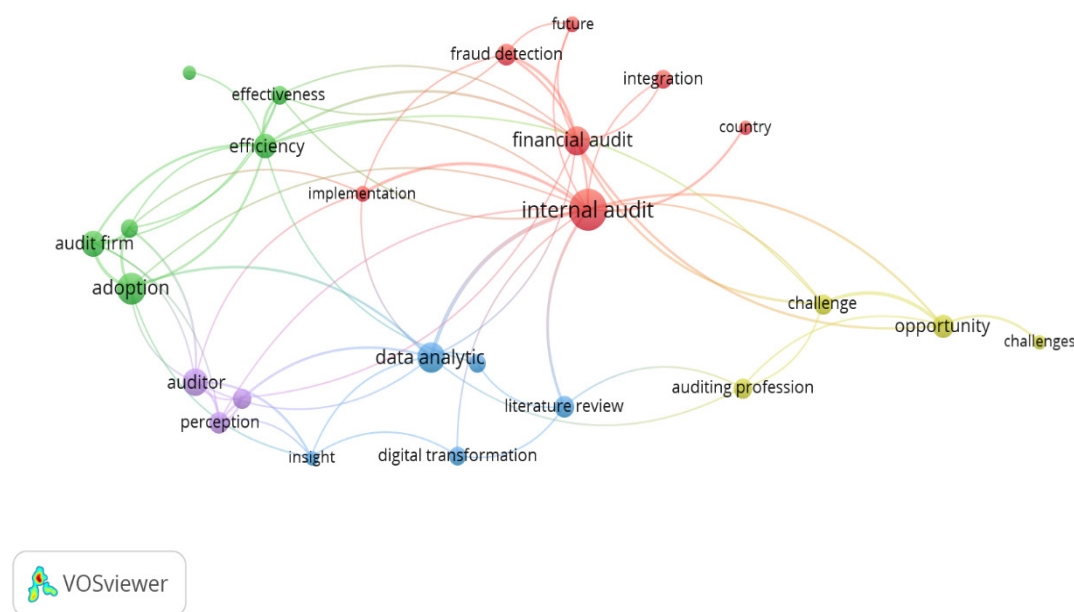 future
fraud detection
integration
effectiveness
country
financial audit
efficiency
implementation
internal audit
audit firm
adoption
challenge
opportunity
challenges
data analytic
auditor
auditing profession
literature review
perception
insight
digital transformation
VOSviewer